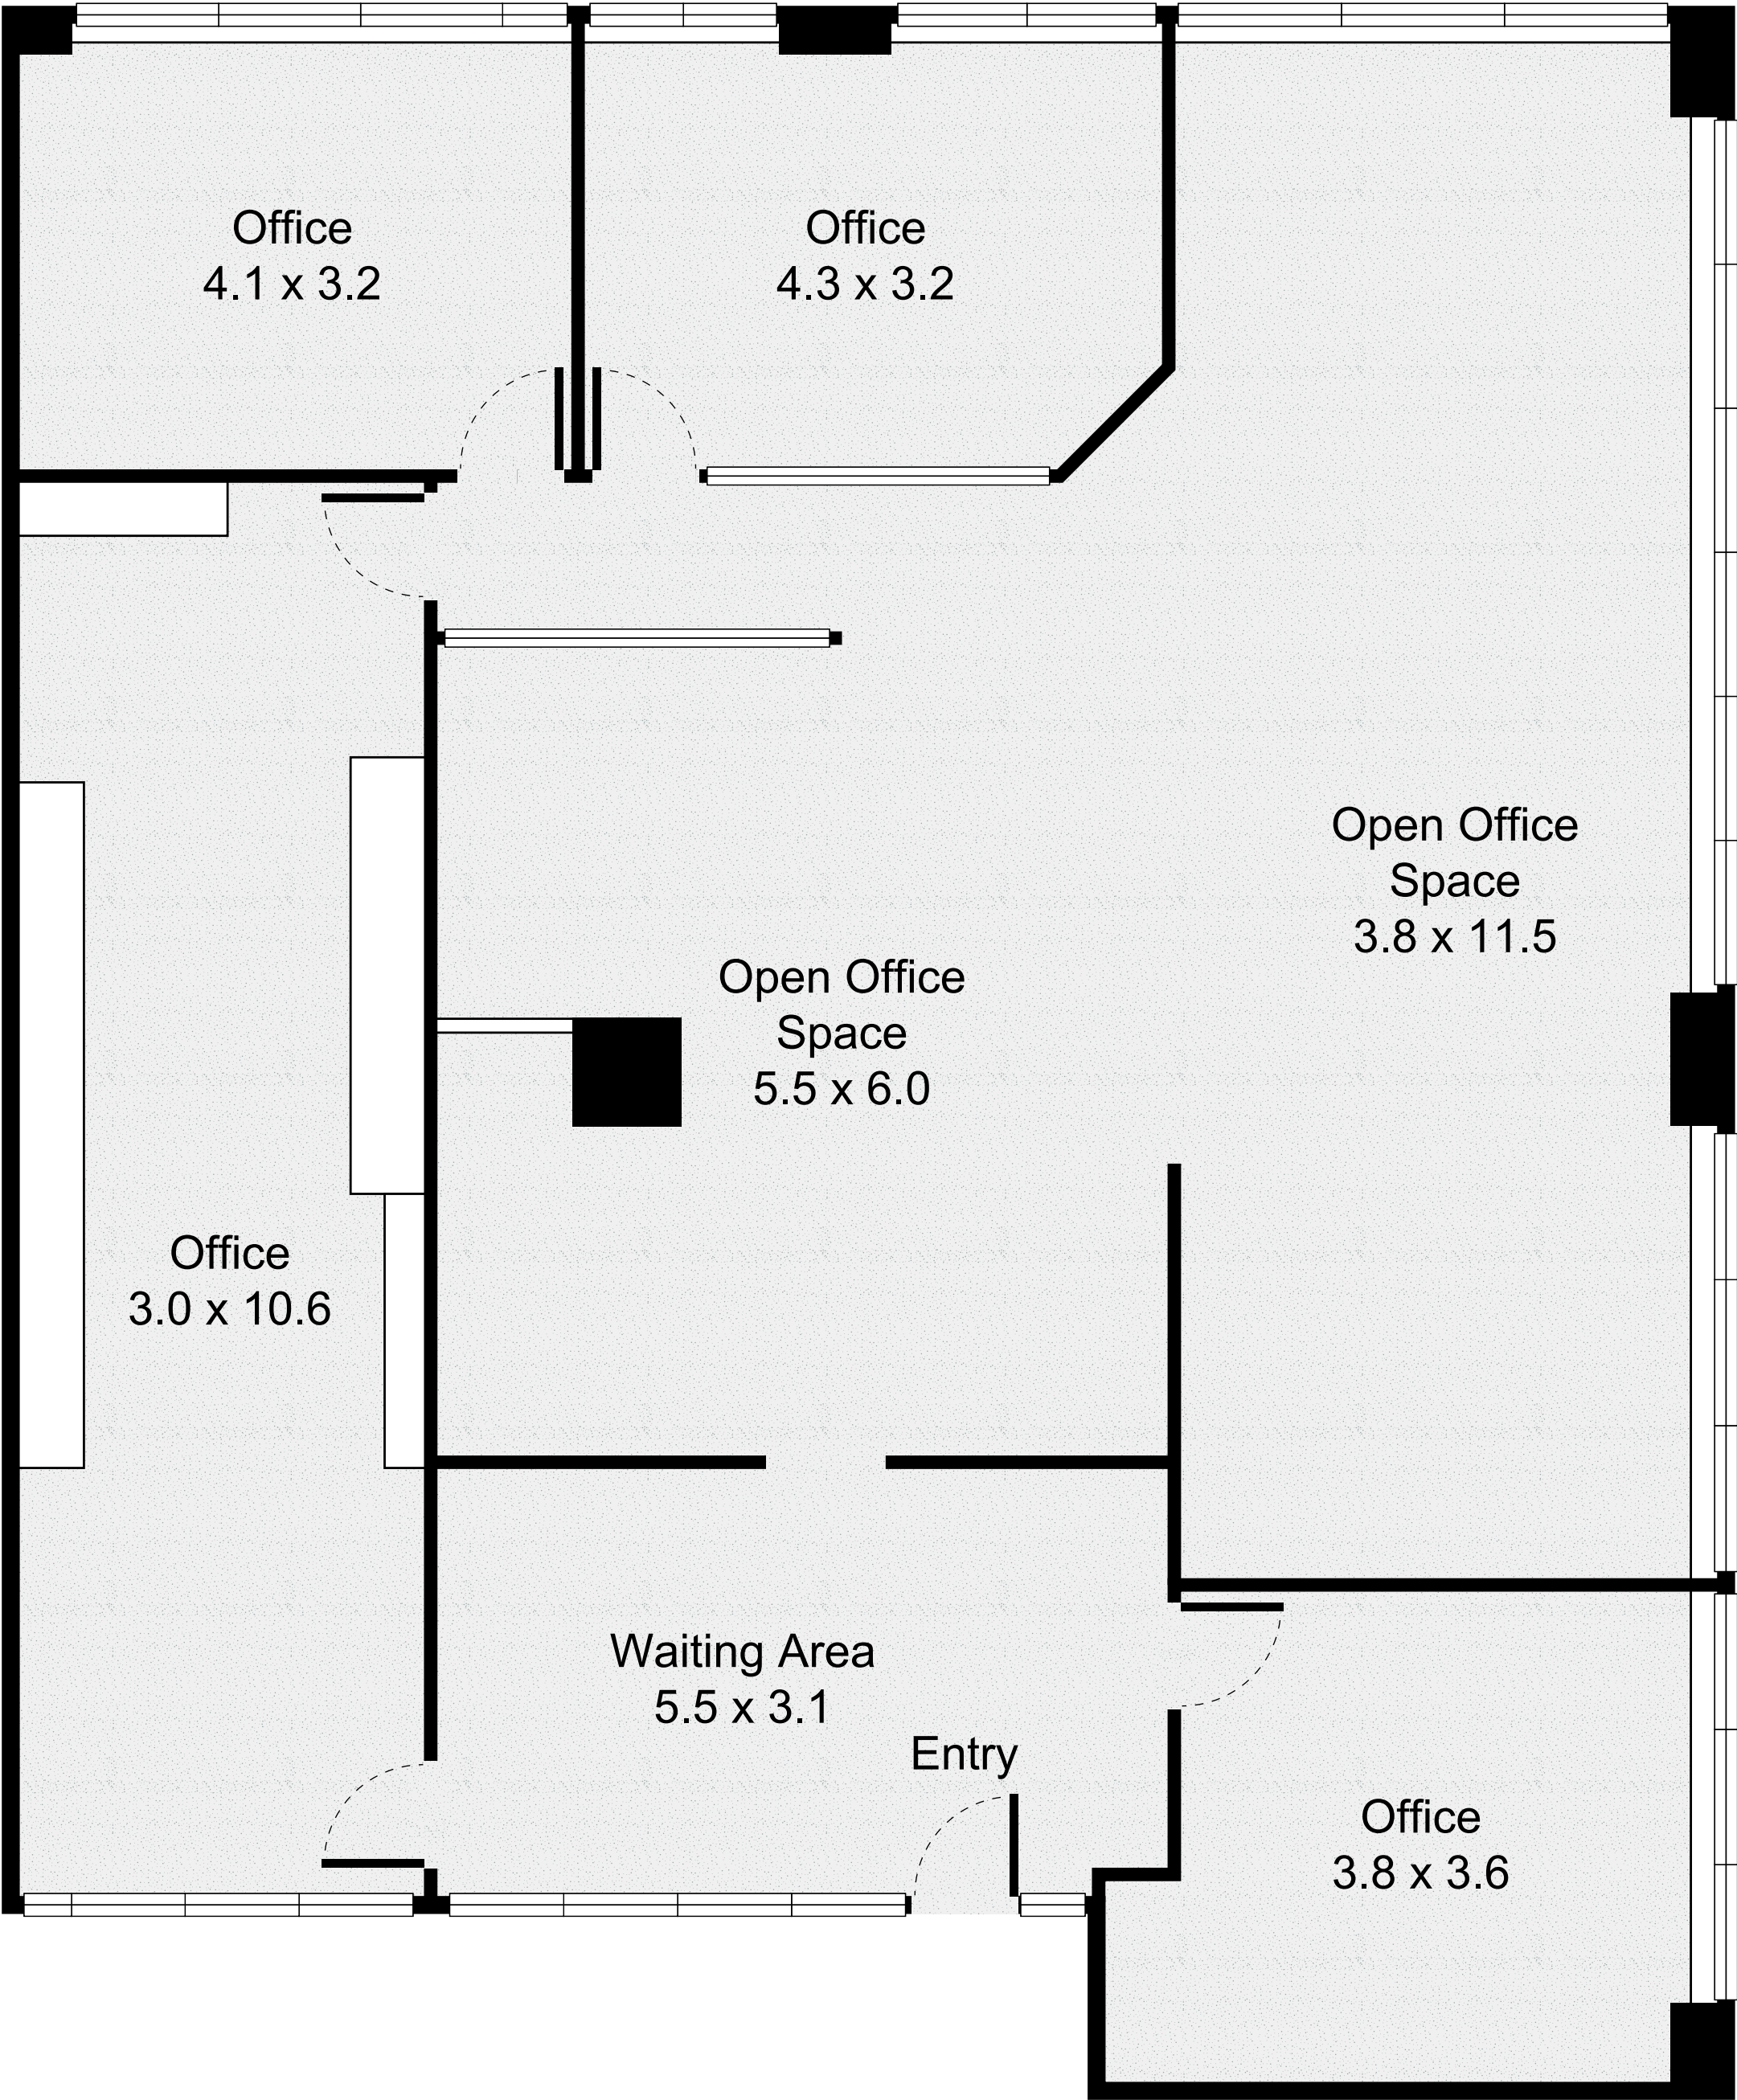 Office
4.1 x 3.2
Office
4.3 x 3.2
Open Office
Space
3.8 x 11.5
Open Office
Space
5.5 x 6.0
Office
3.0 x 10.6
Waiting Area
5.5 x 3.1
Entry
Office
3.8 x 3.6